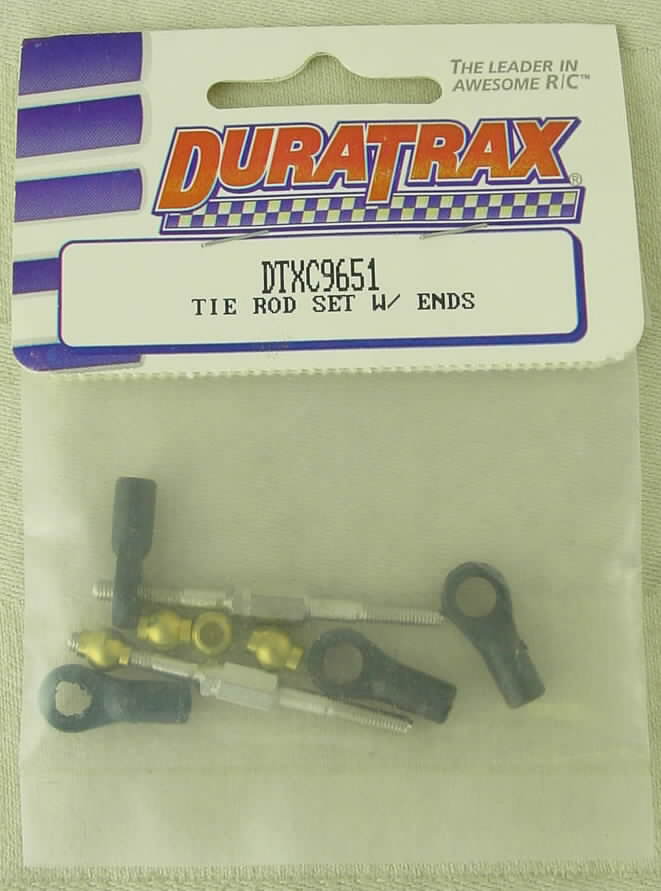 THE LEADER IN
AWESOME R/C™
DURATRAX®
DTXC9651
TIE ROD SET W/ ENDS